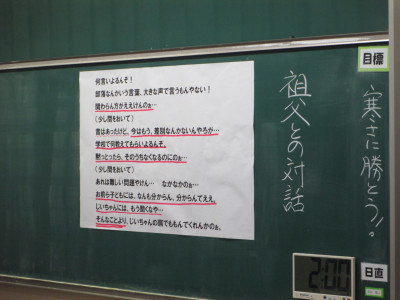 何言いよるんぞ!
部落なんかいう言葉、大きな声で言うもんやない!
関わらん方がええけんのぉ…
(少し間をおいて)
昔はあったけど、今はもう、差別なんかないんやろが…
学校で何教えてもらいよるんぞ。
黙っとったら、そのうちなくなるのにのぉ…
(少し間をおいて)
あれは難しい問題やけん… なかなかのぉ…
お前ら子どもには、なんも分からん。分からんでええ。
じいちゃんには、もう聞くなや…
そんなことより、じいちゃんの肩でももんでくれんかのぉ。
祖父との対話
目標
寒さに勝とう!。
日直
2:00